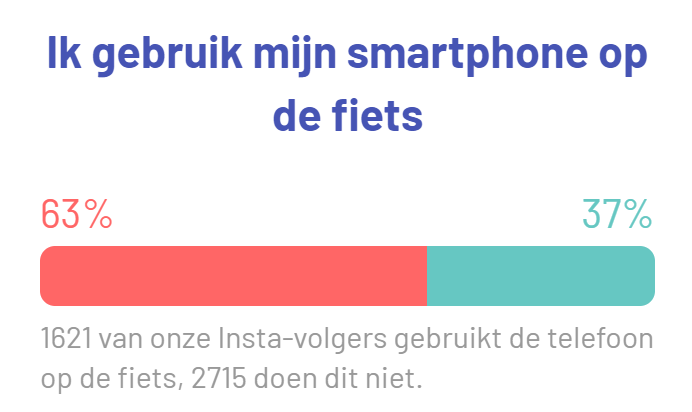 Ik gebruik mijn smartphone op
de fiets
63% 37%
1621 van onze Insta-volgers gebruikt de telefoon
op de fiets, 2715 doen dit niet.